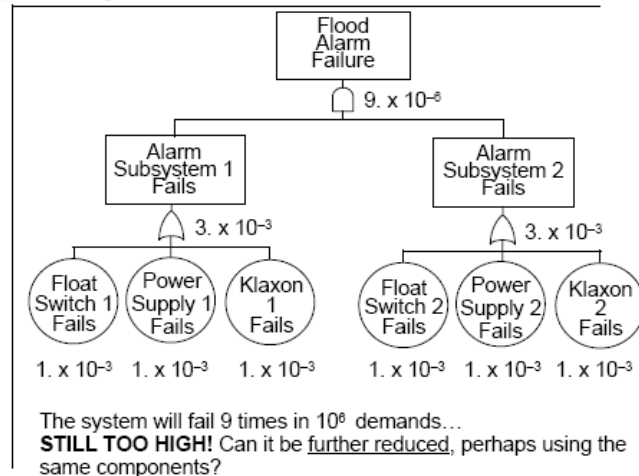 Flood
Alarm
Failure
9. x 10⁻⁶
Alarm
Subsystem 1
Fails
Alarm
Subsystem 2
Fails
3. x 10⁻³
3. x 10⁻³
Float
Switch 1
Fails
Power
Supply 1
Fails
Klaxon
1
Fails
Float
Switch 2
Fails
Power
Supply 2
Fails
Klaxon
2
Fails
1. x 10⁻³ 1. x 10⁻³ 1. x 10⁻³ 1. x 10⁻³ 1. x 10⁻³ 1. x 10⁻³
The system will fail 9 times in 10⁶ demands…
STILL TOO HIGH! Can it be further reduced, perhaps using the
same components?